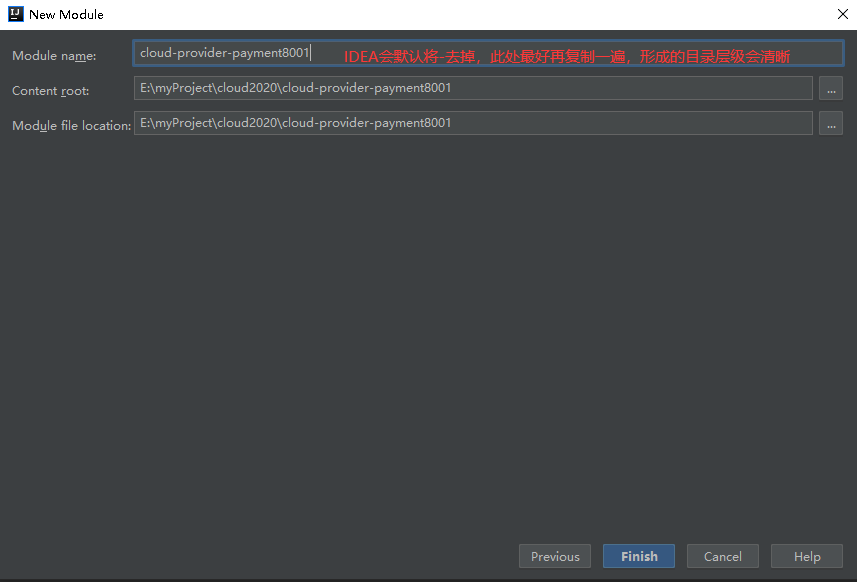 New Module
Module name: cloud-provider-payment8001 IDEA会默认将-去掉，此处最好再复制一遍，形成的目录层级会清晰
Content root: E:\myProject\cloud2020\cloud-provider-payment8001 ...
Module file location: E:\myProject\cloud2020\cloud-provider-payment8001 ...
Previous Finish Cancel Help